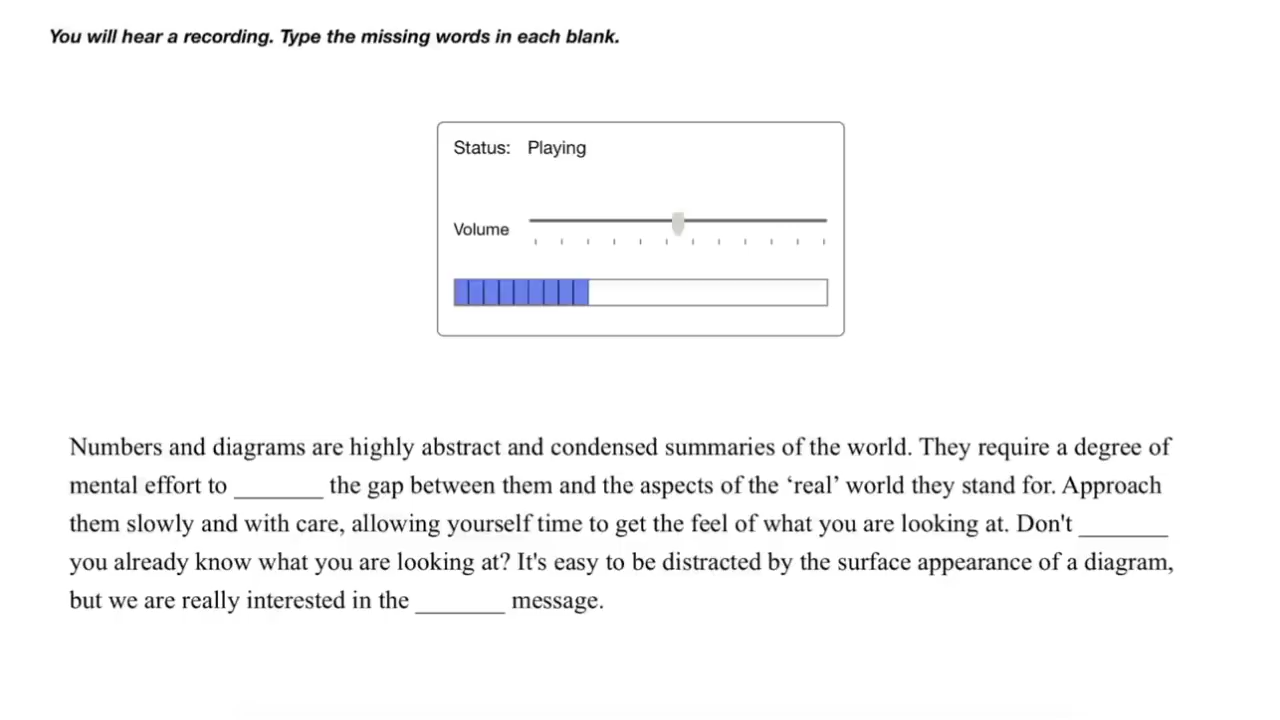 You will hear a recording. Type the missing words in each blank.
Status: Playing
Volume
Numbers and diagrams are highly abstract and condensed summaries of the world. They require a degree of
mental effort to _______ the gap between them and the aspects of the ‘real’ world they stand for. Approach
them slowly and with care, allowing yourself time to get the feel of what you are looking at. Don't _______
you already know what you are looking at? It's easy to be distracted by the surface appearance of a diagram,
but we are really interested in the _______ message.